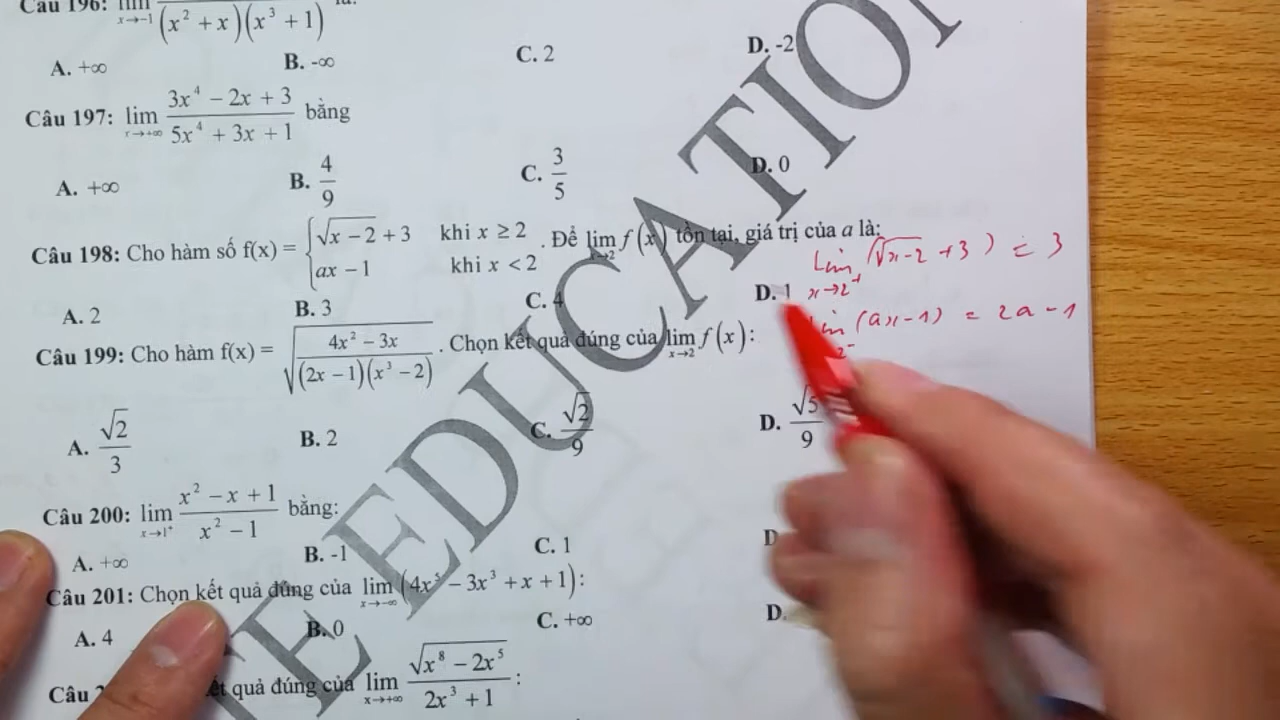 Câu 196: lim x→-1 / (x² + x)(x³ + 1)
A. +∞ B. -∞ C. 2 D. -2
Câu 197: lim x→+∞ (3x⁴ − 2x + 3)/(5x⁴ + 3x + 1) bằng
A. +∞ B. 4/9 C. 3/5 D. 0
Câu 198: Cho hàm số f(x) = { √(x − 2) + 3 khi x ≥ 2 . Để lim x→2 f(x) tồn tại, giá trị của a là:
ax − 1 khi x < 2
lim x→2⁺ (√(x-2) + 3) = 3
A. 2 B. 3 C. 4 D. 1
(ax-1) = 2a - 1
Câu 199: Cho hàm f(x) = √((4x² − 3x)/((2x − 1)(x³ − 2))) . Chọn kết quả đúng của lim x→2 f(x):
A. √2/3 B. 2 C. √2/9 D. √5/9
Câu 200: lim x→1⁺ (x² − x + 1)/(x² − 1) bằng:
A. +∞ B. -1 C. 1 D
Câu 201: Chọn kết quả đúng của lim x→-∞ (4x⁵ − 3x³ + x + 1):
A. 4 B. 0 C. +∞ D.
Câu quả đúng của lim x→+∞ √(x⁸ − 2x⁵)/(2x³ + 1) :
EDUCATION